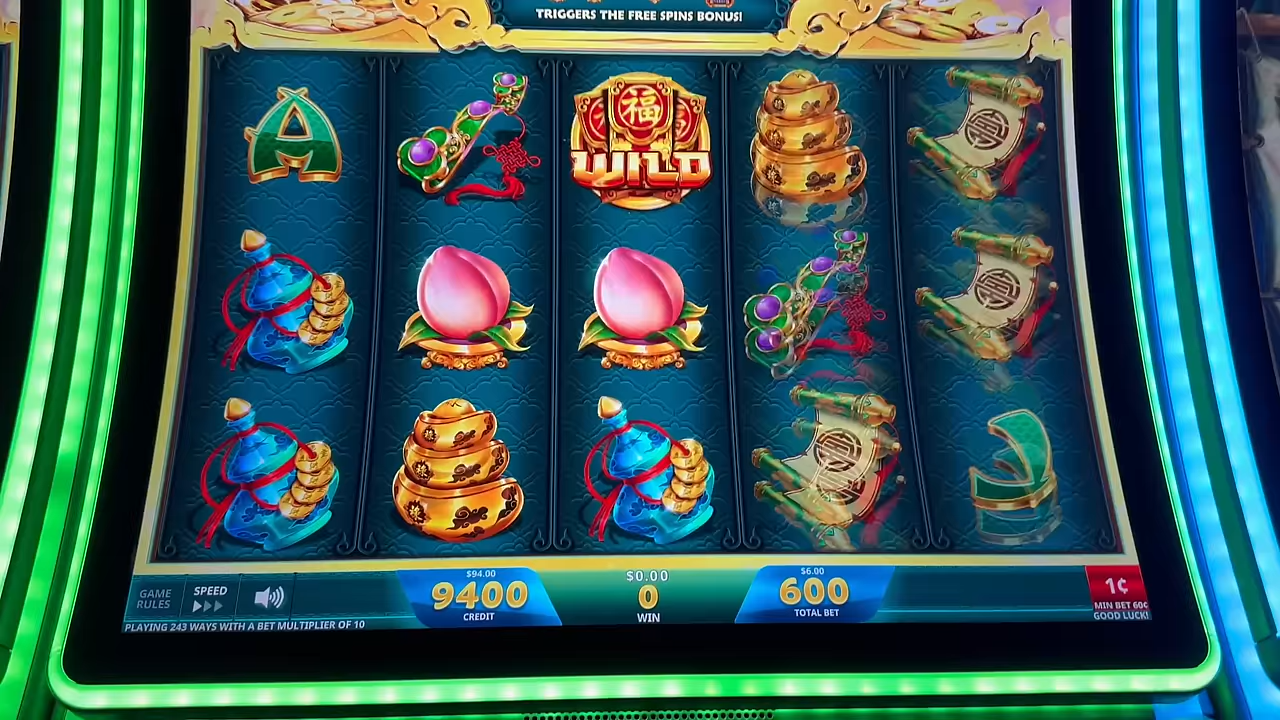 TRIGGERS THE FREE SPINS BONUS!
福
WILD
GAME
RULES
SPEED
$94.00
9400
CREDIT
$0.00
0
WIN
$6.00
600
TOTAL BET
1¢
MIN BET 60¢
GOOD LUCK!
PLAYING 243 WAYS WITH A BET MULTIPLIER OF 10